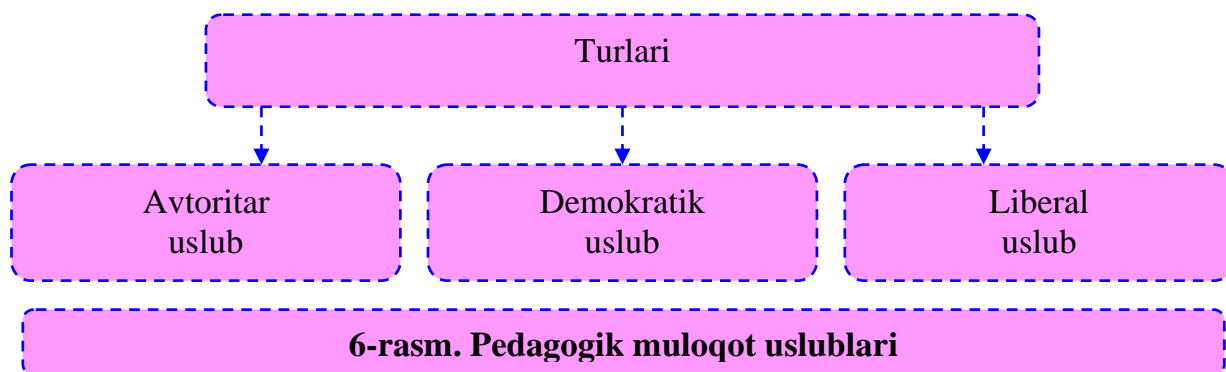 Turlari
Avtoritar
uslub
Demokratik
uslub
Liberal
uslub
6-rasm. Pedagogik muloqot uslublari